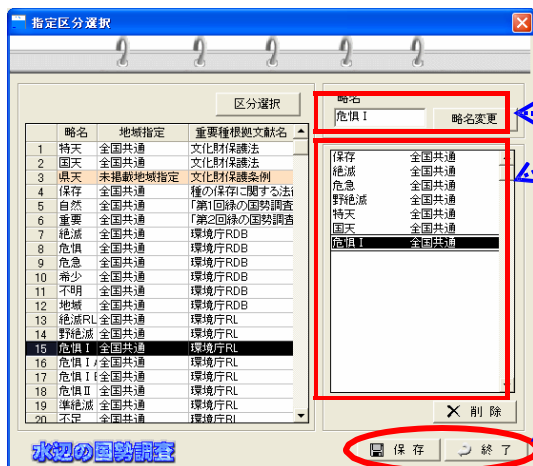 指定区分選択
区分選択
略名 地域指定 重要種根拠文献名
1 特天 全国共通 文化財保護法
2 国天 全国共通 文化財保護法
3 県天 未掲載地域指定 文化財保護条例
4 保存 全国共通 種の保存に関する法
5 自然 全国共通 「第1回緑の国勢調査
6 重要 全国共通 「第2回緑の国勢調査
7 絶滅 全国共通 環境庁RDB
8 危惧 全国共通 環境庁RDB
9 危急 全国共通 環境庁RDB
10 希少 全国共通 環境庁RDB
11 不明 全国共通 環境庁RDB
12 地域 全国共通 環境庁RDB
13 絶滅RL 全国共通 環境庁RL
14 野絶滅 全国共通 環境庁RL
15 危惧Ⅰ 全国共通 環境庁RL
16 危惧Ⅰ 全国共通 環境庁RL
17 危惧Ⅰ 全国共通 環境庁RL
18 危惧Ⅱ 全国共通 環境庁RL
19 準絶滅 全国共通 環境庁RL
20 不足 全国共通 環境庁RL
略名
危惧Ⅰ 略名変更
保存 全国共通
絶滅 全国共通
危急 全国共通
野絶滅 全国共通
特天 全国共通
国天 全国共通
危惧Ⅰ 全国共通
削除
水辺の国勢調査
保存 終了